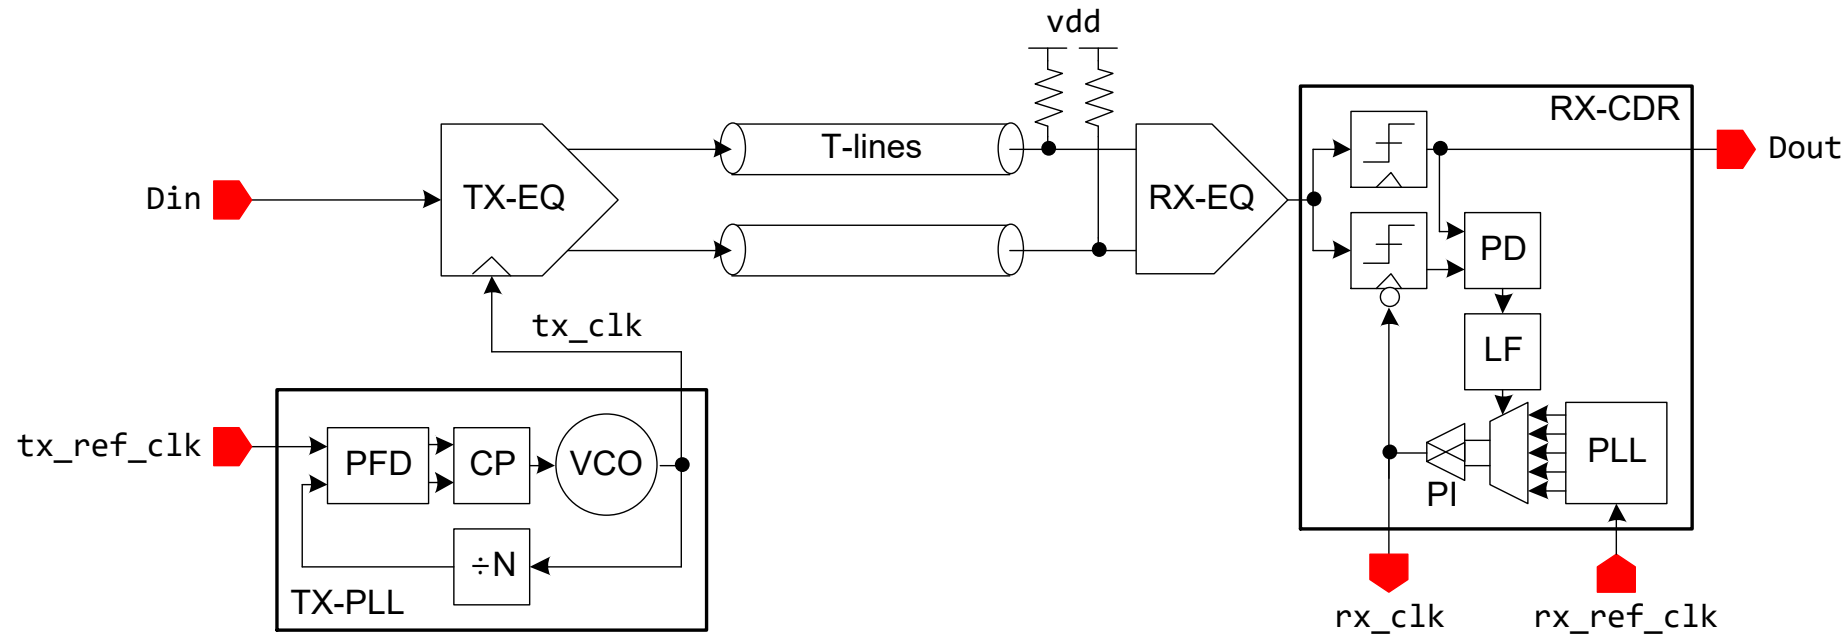 vdd
RX-CDR
T-lines
Dout
Din
TX-EQ
RX-EQ
PD
tx_clk
LF
tx_ref_clk
PFD
CP
VCO
PLL
PI
÷N
TX-PLL
rx_clk
rx_ref_clk